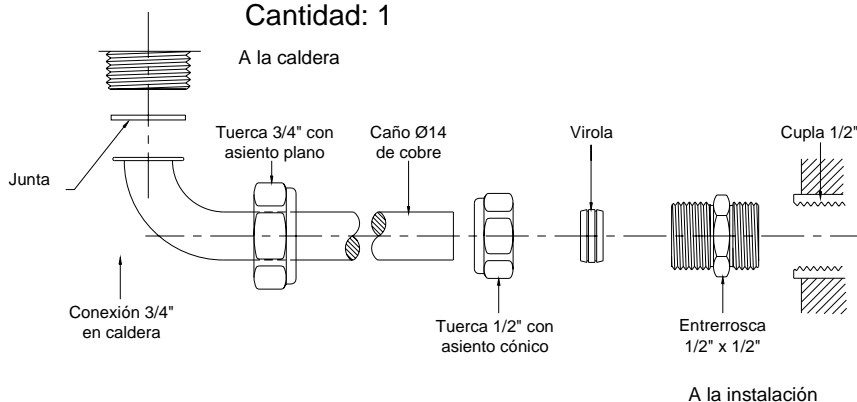 Cantidad: 1
A la caldera
Tuerca 3/4" con
asiento plano
Caño Ø14
de cobre
Virola
Cupla 1/2"
Junta
Conexión 3/4"
en caldera
Tuerca 1/2" con
asiento cónico
Entrerrosca
1/2" x 1/2"
A la instalación